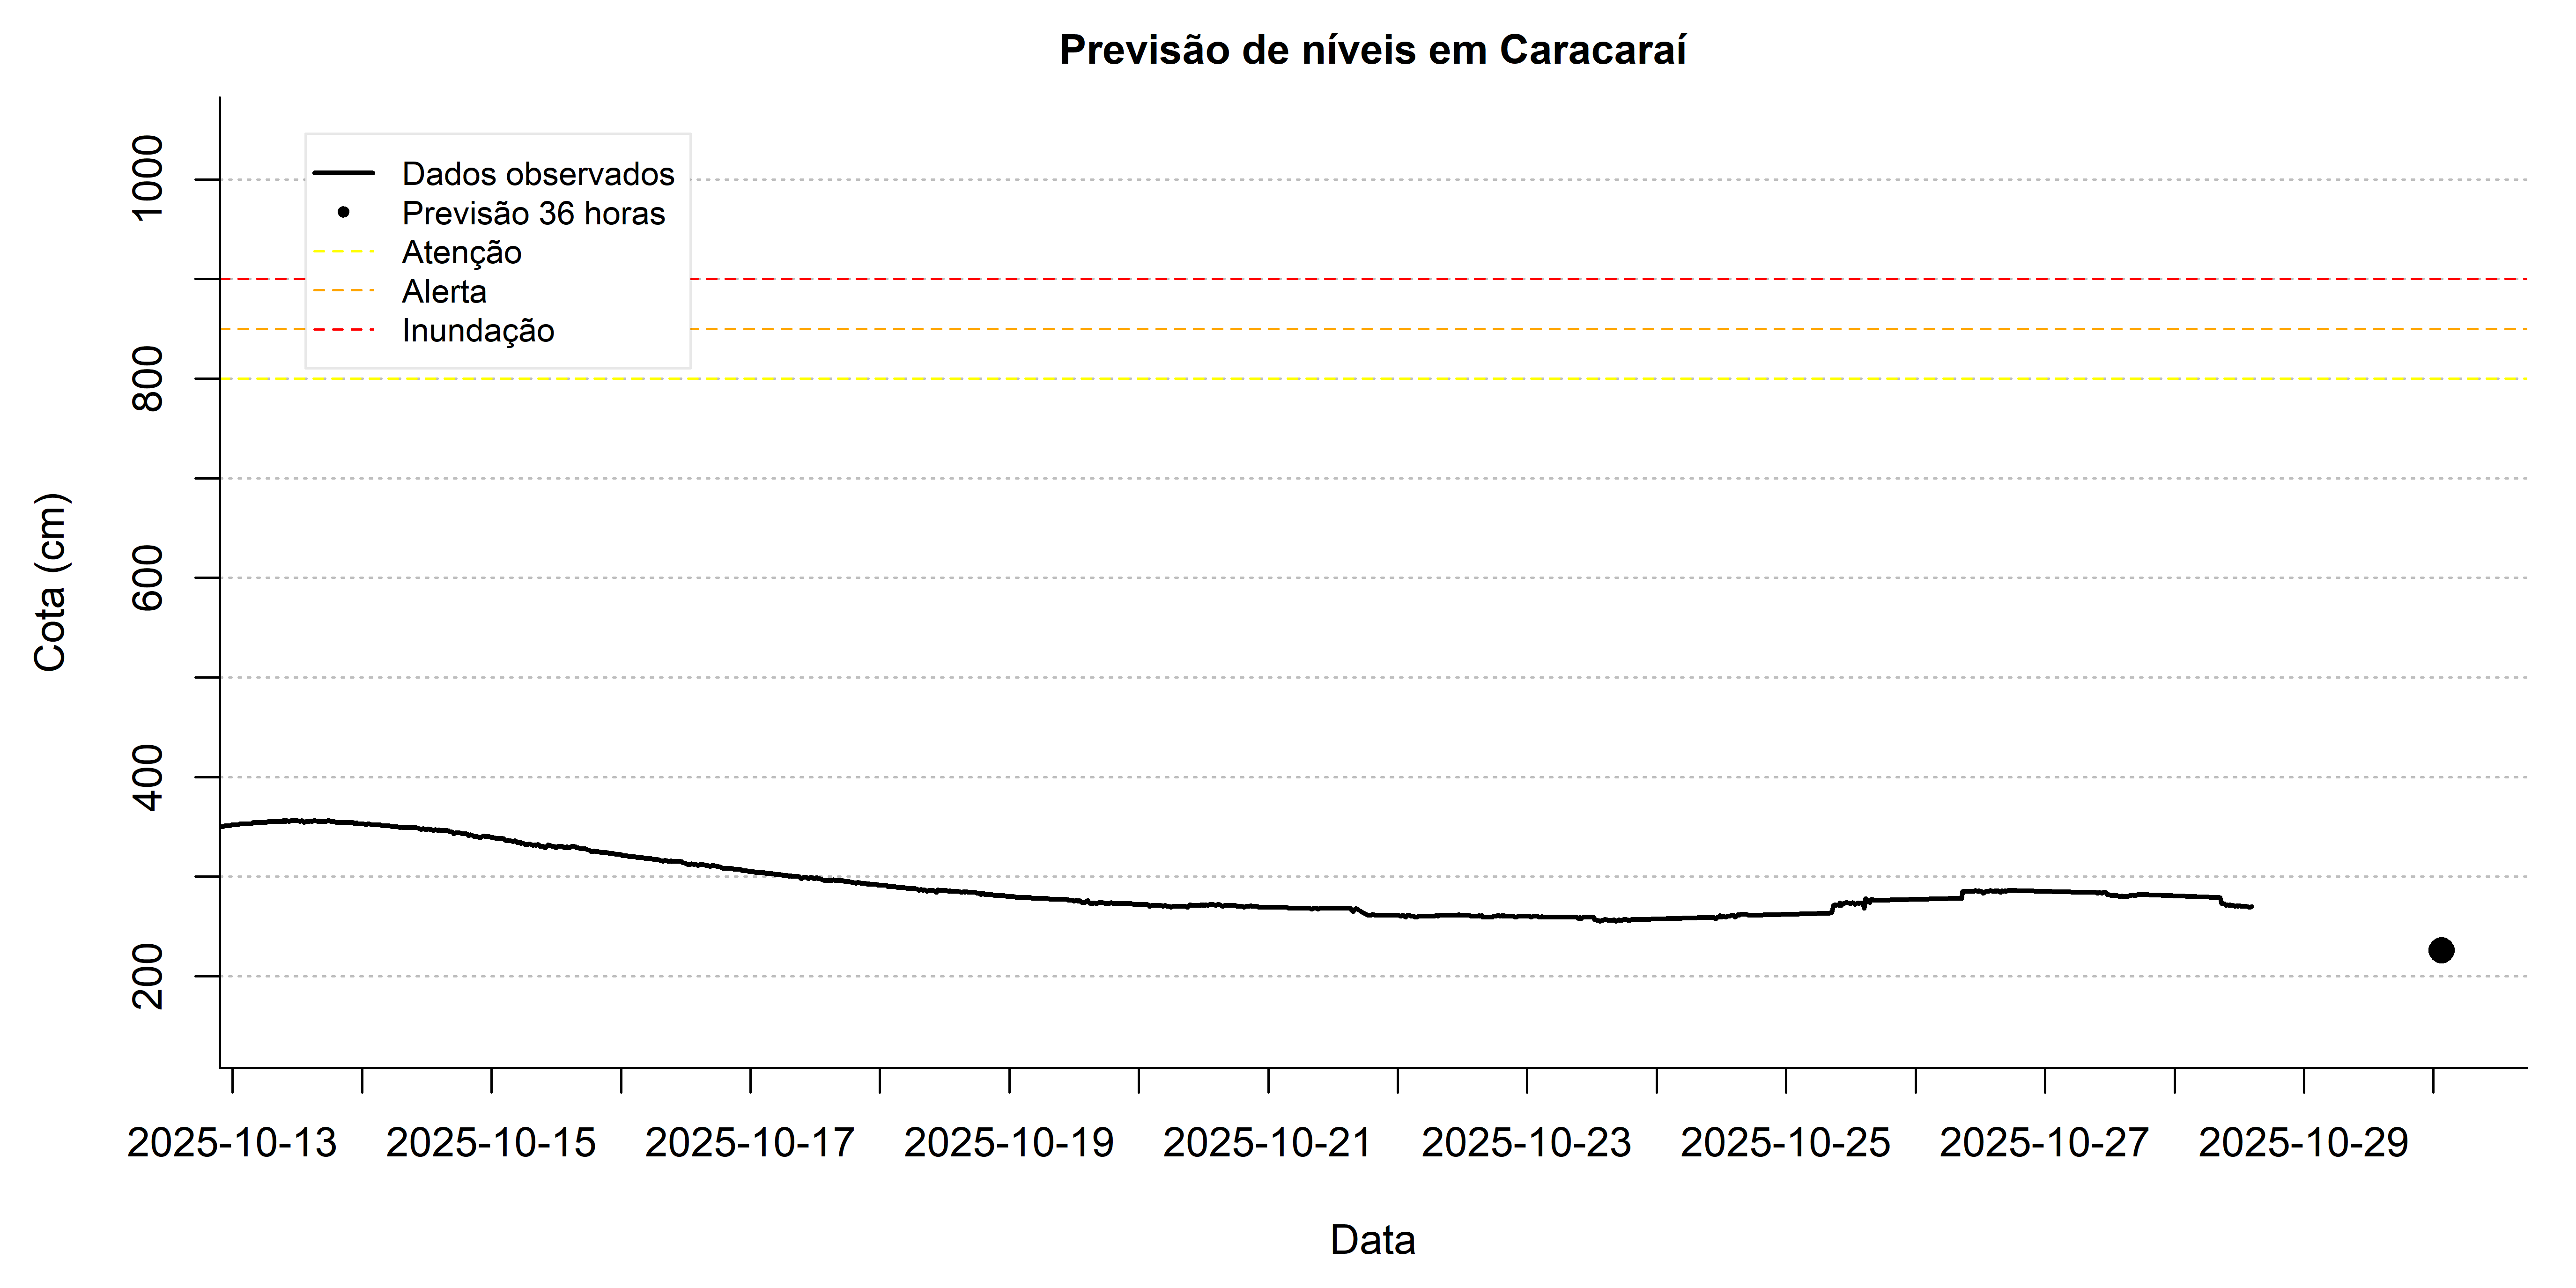 Previsão de níveis em Caracaraí
1000
800
600
400
200
Cota (cm)
Dados observados
Previsão 36 horas
Atenção
Alerta
Inundação
2025-10-13 2025-10-15 2025-10-17 2025-10-19 2025-10-21 2025-10-23 2025-10-25 2025-10-27 2025-10-29
Data